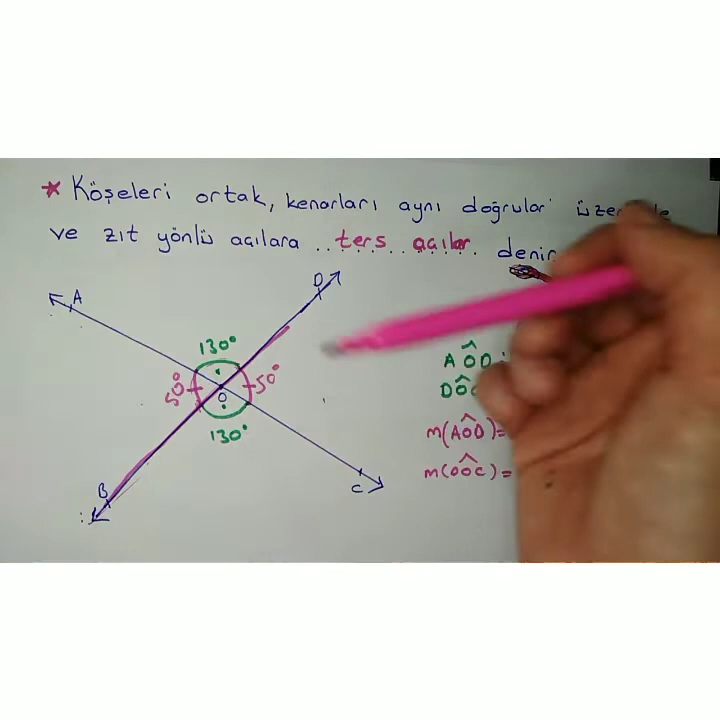 * Köşeleri ortak, kenarları aynı doğrular
ve zıt yönlü açılara ..ters..açılar. denir
A
D
130°
50°
50°
O
130°
B
C
AÔD:
DÔC
m(AÔD)=
m(DÔC)=